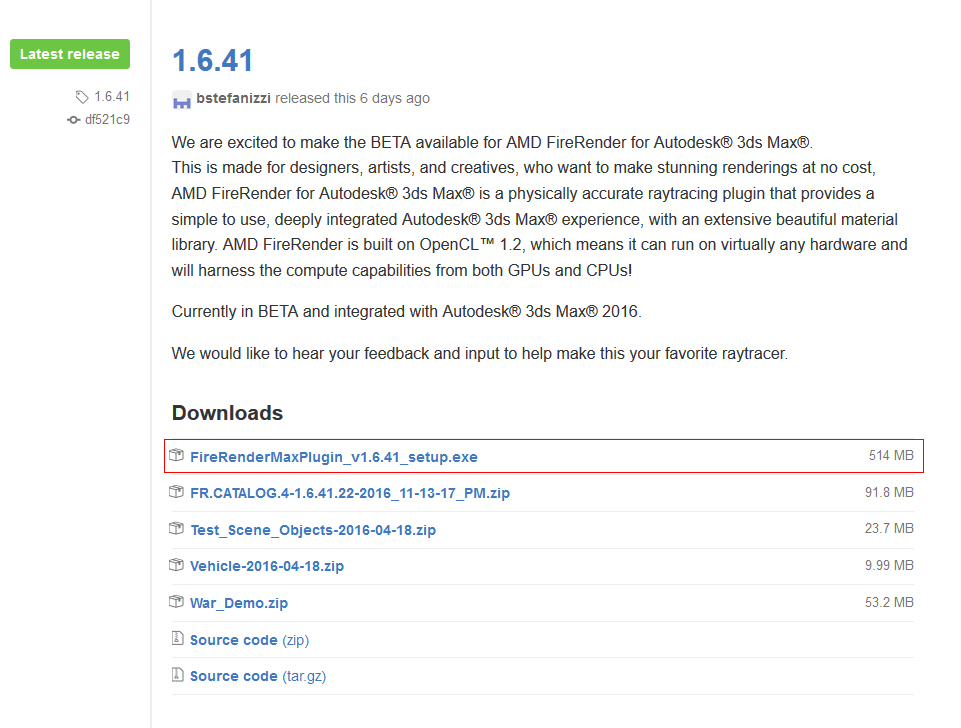 Latest release
1.6.41
df521c9
1.6.41
bstefanizzi released this 6 days ago
We are excited to make the BETA available for AMD FireRender for Autodesk® 3ds Max®.
This is made for designers, artists, and creatives, who want to make stunning renderings at no cost,
AMD FireRender for Autodesk® 3ds Max® is a physically accurate raytracing plugin that provides a
simple to use, deeply integrated Autodesk® 3ds Max® experience, with an extensive beautiful material
library. AMD FireRender is built on OpenCL™ 1.2, which means it can run on virtually any hardware and
will harness the compute capabilities from both GPUs and CPUs!
Currently in BETA and integrated with Autodesk® 3ds Max® 2016.
We would like to hear your feedback and input to help make this your favorite raytracer.
Downloads
FireRenderMaxPlugin_v1.6.41_setup.exe 514 MB
FR.CATALOG.4-1.6.41.22-2016_11-13-17_PM.zip 91.8 MB
Test_Scene_Objects-2016-04-18.zip 23.7 MB
Vehicle-2016-04-18.zip 9.99 MB
War_Demo.zip 53.2 MB
Source code (zip)
Source code (tar.gz)